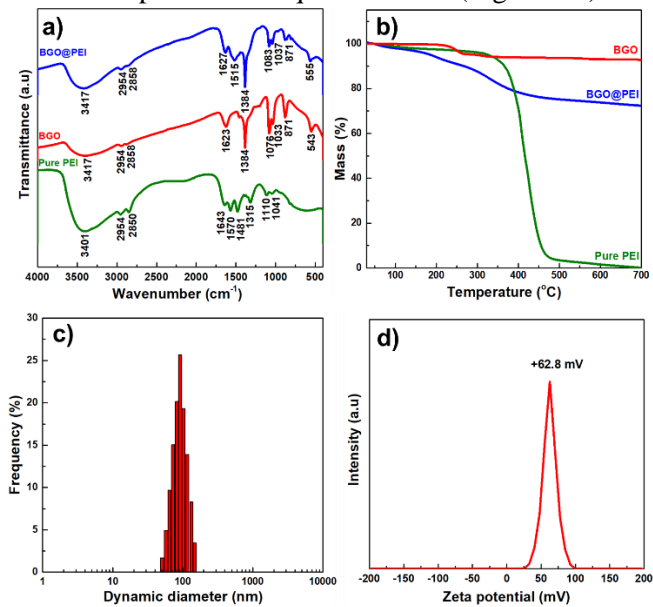 a)
BGO@PEI
3417
2954
2858
1627
1515
1384
1083
1037
871
555
BGO
3417
2954
2858
1623
1384
1076
1033
871
543
Pure PEI
3401
2954
2850
1643
1570
1481
1315
1110
1041
Transmittance (a.u)
4000 3500 3000 2500 2000 1500 1000 500
Wavenumber (cm⁻¹)
b)
BGO
BGO@PEI
Pure PEI
Mass (%)
100
80
60
40
20
0
100 200 300 400 500 600 700
Temperature (°C)
c)
Frequency (%)
30
25
20
15
10
5
0
1 10 100 1000 10000
Dynamic diameter (nm)
d)
+62.8 mV
Intensity (a.u)
-200 -150 -100 -50 0 50 100 150 200
Zeta potential (mV)